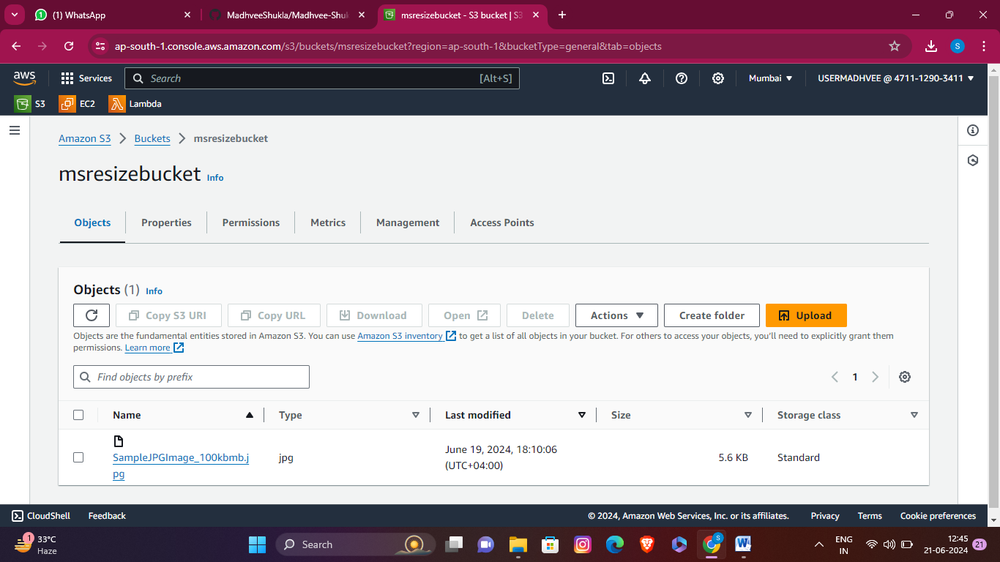 (1) WhatsApp
MadhveeShukla/Madhvee-Shuk
msresizebucket - S3 bucket | S3
ap-south-1.console.aws.amazon.com/s3/buckets/msresizebucket?region=ap-south-1&bucketType=general&tab=objects
S
aws
Services
Search
[Alt+S]
Mumbai
USERMADHVEE @ 4711-1290-3411
S3
EC2
Lambda
Amazon S3
Buckets
msresizebucket
msresizebucket
Info
Objects
Properties
Permissions
Metrics
Management
Access Points
Objects (1)
Info
Copy S3 URI
Copy URL
Download
Open
Delete
Actions
Create folder
Upload
Objects are the fundamental entities stored in Amazon S3. You can use Amazon S3 inventory to get a list of all objects in your bucket. For others to access your objects, you'll need to explicitly grant them
permissions. Learn more
Find objects by prefix
1
Name
Type
Last modified
Size
Storage class
SampleJPGImage_100kbmb.j
pg
jpg
June 19, 2024, 18:10:06
(UTC+04:00)
5.6 KB
Standard
CloudShell
Feedback
© 2024, Amazon Web Services, Inc. or its affiliates.
Privacy
Terms
Cookie preferences
1
33°C
Haze
Search
S
W
ENG
IN
12:45
21-06-2024
21